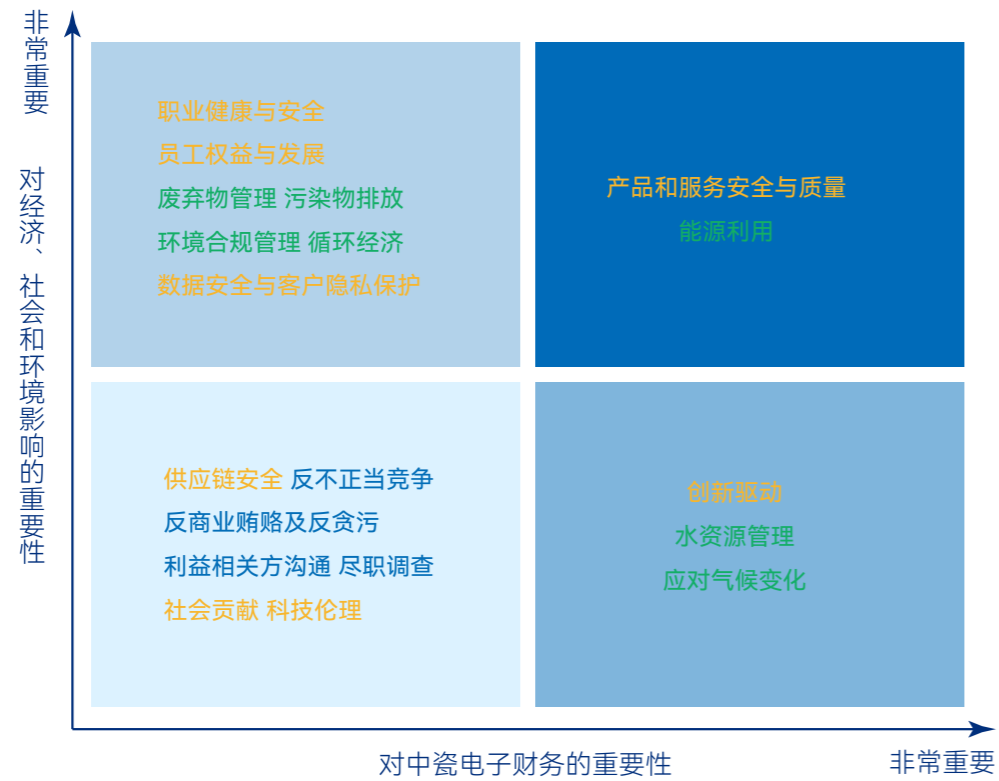 非常重要
对经济、社会和环境影响的重要性
职业健康与安全
员工权益与发展
废弃物管理 污染物排放
环境合规管理 循环经济
数据安全与客户隐私保护
产品和服务安全与质量
能源利用
供应链安全 反不正当竞争
反商业贿赂及反贪污
利益相关方沟通 尽职调查
社会贡献 科技伦理
创新驱动
水资源管理
应对气候变化
对中瓷电子财务的重要性
非常重要